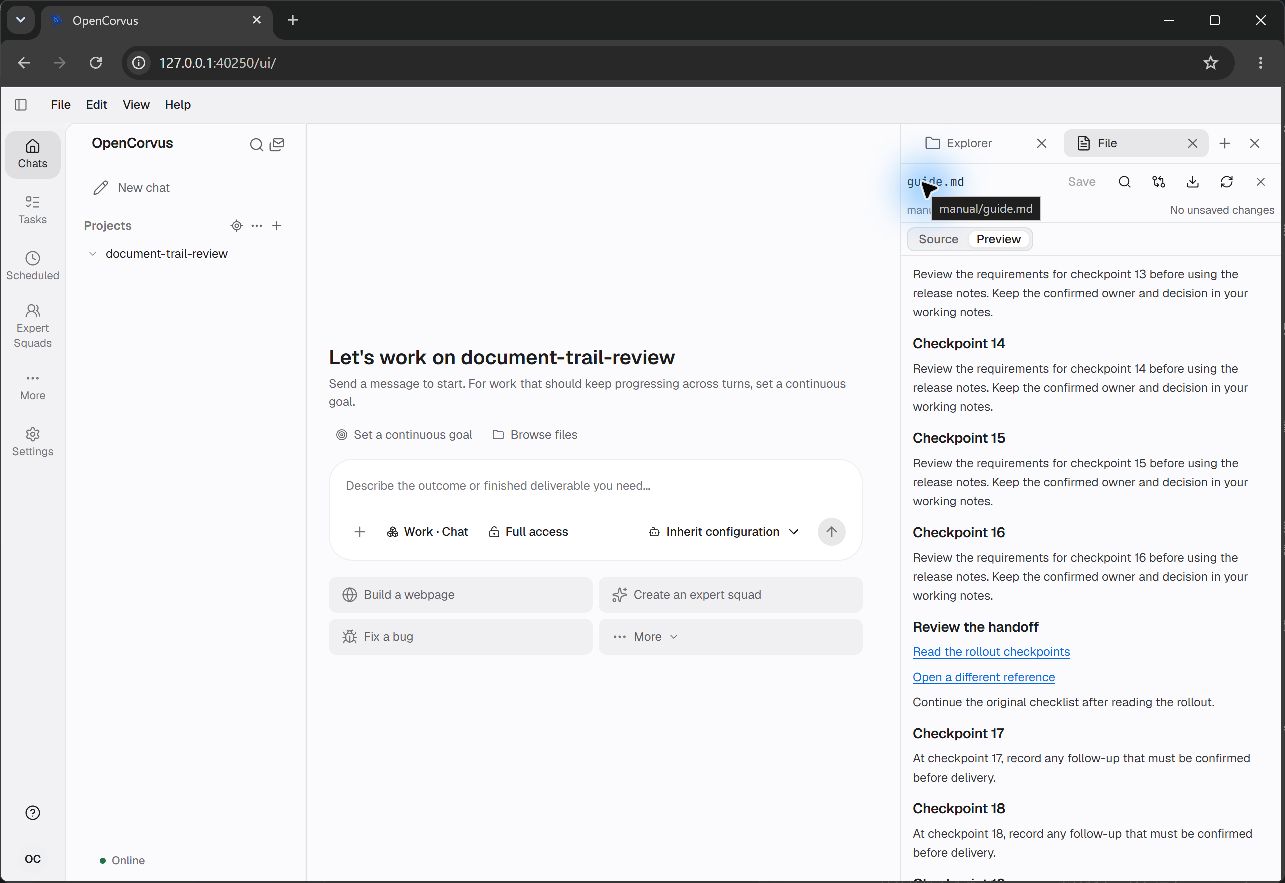 OpenCorvus
127.0.0.1:40250/ui/
File Edit View Help
Chats
Tasks
Scheduled
Expert
Squads
More
Settings
OC
OpenCorvus
New chat
Projects
document-trail-review
Online
Let's work on document-trail-review
Send a message to start. For work that should keep progressing across turns, set a continuous
goal.
Set a continuous goal Browse files
Describe the outcome or finished deliverable you need...
Work · Chat Full access Inherit configuration
Build a webpage Create an expert squad
Fix a bug More
Explorer File
guide.md Save
manual/guide.md
No unsaved changes
Source Preview
Review the requirements for checkpoint 13 before using the
release notes. Keep the confirmed owner and decision in your
working notes.
Checkpoint 14
Review the requirements for checkpoint 14 before using the
release notes. Keep the confirmed owner and decision in your
working notes.
Checkpoint 15
Review the requirements for checkpoint 15 before using the
release notes. Keep the confirmed owner and decision in your
working notes.
Checkpoint 16
Review the requirements for checkpoint 16 before using the
release notes. Keep the confirmed owner and decision in your
working notes.
Review the handoff
Read the rollout checkpoints
Open a different reference
Continue the original checklist after reading the rollout.
Checkpoint 17
At checkpoint 17, record any follow-up that must be confirmed
before delivery.
Checkpoint 18
At checkpoint 18, record any follow-up that must be confirmed
before delivery.